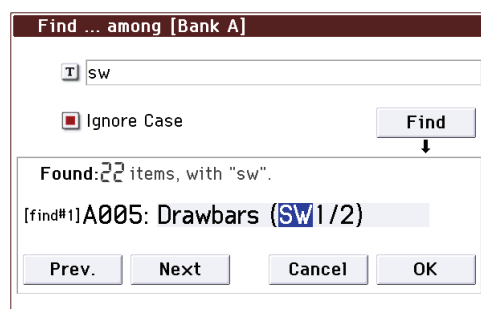 Find ... among [Bank A]
T sw
Ignore Case
Find
Found:22 items, with "sw".
[find#1] A005: Drawbars (SW1/2)
Prev. Next Cancel OK